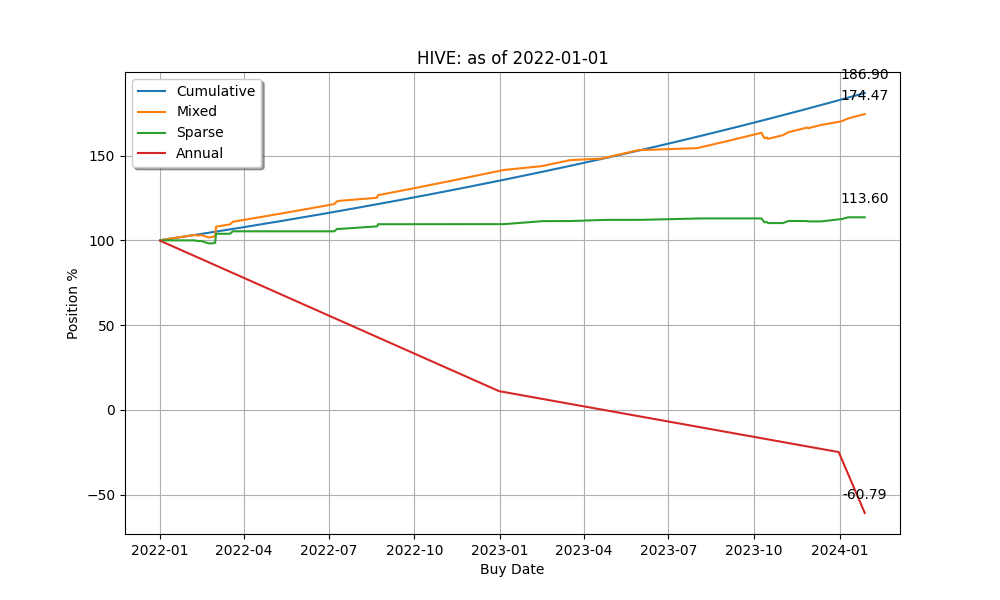 HIVE: as of 2022-01-01
186.90
174.47
113.60
-60.79
Cumulative
Mixed
Sparse
Annual
Position %
150
100
50
0
−50
2022-01 2022-04 2022-07 2022-10 2023-01 2023-04 2023-07 2023-10 2024-01
Buy Date